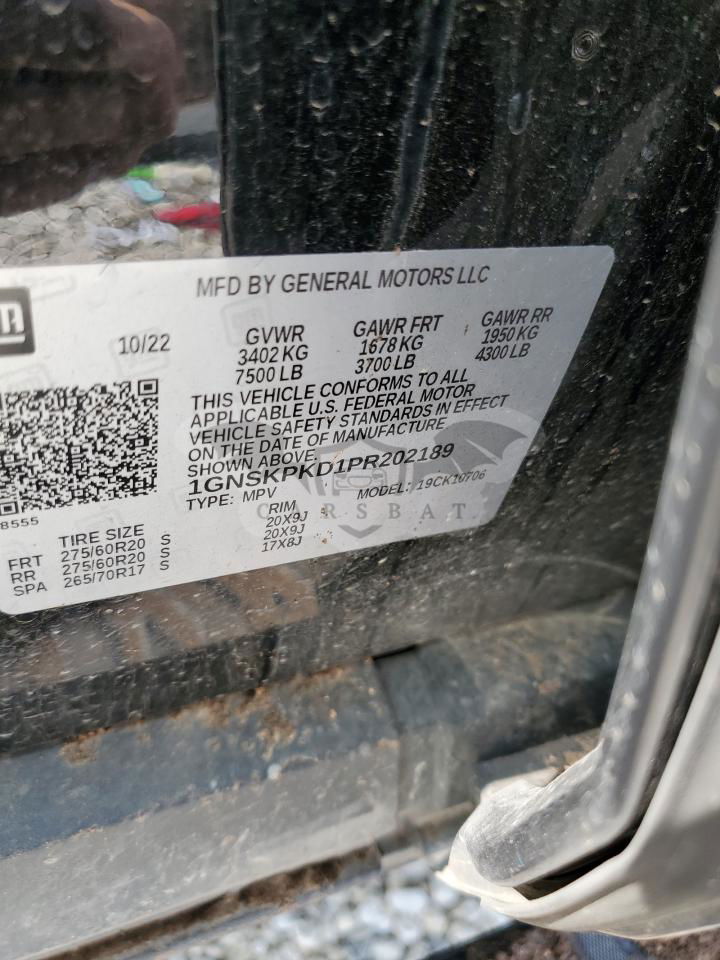 MFD BY GENERAL MOTORS LLC
10/22
GVWR
3402 KG
7500 LB
GAWR FRT
1678 KG
3700 LB
GAWR RR
1950 KG
4300 LB
THIS VEHICLE CONFORMS TO ALL
APPLICABLE U.S. FEDERAL MOTOR
VEHICLE SAFETY STANDARDS IN EFFECT
ON THE DATE OF MANUFACTURE
SHOWN ABOVE.
1GNSKPKD1PR202189
TYPE: MPV
MODEL: 19CK10706
CARSBAT
8555
TIRE SIZE
RIM
FRT 275/60R20 S 20X9J
RR 275/60R20 S 20X9J
SPA 265/70R17 S 17X8J